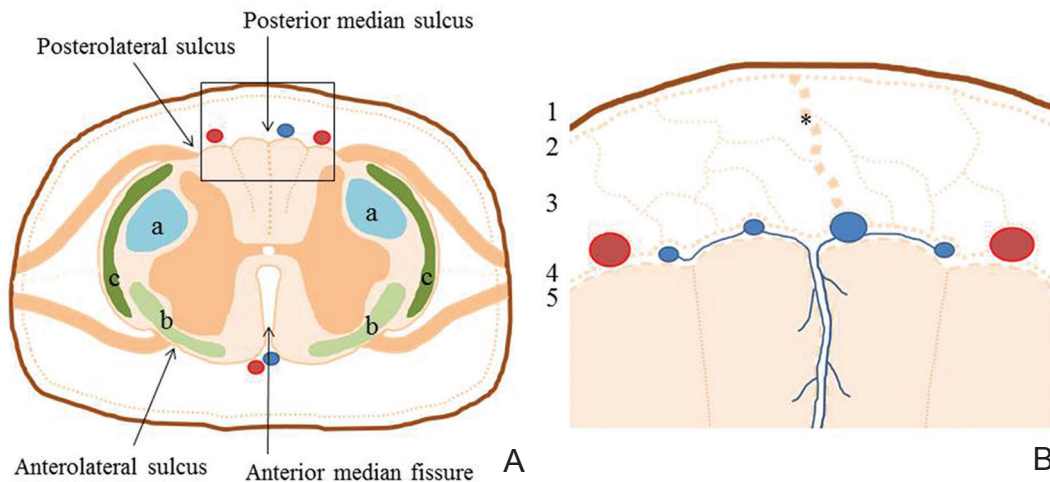 Posterior median sulcus
Posterolateral sulcus
a
a
c
c
b
b
Anterolateral sulcus
Anterior median fissure
A
1
*
2
3
4
5
B